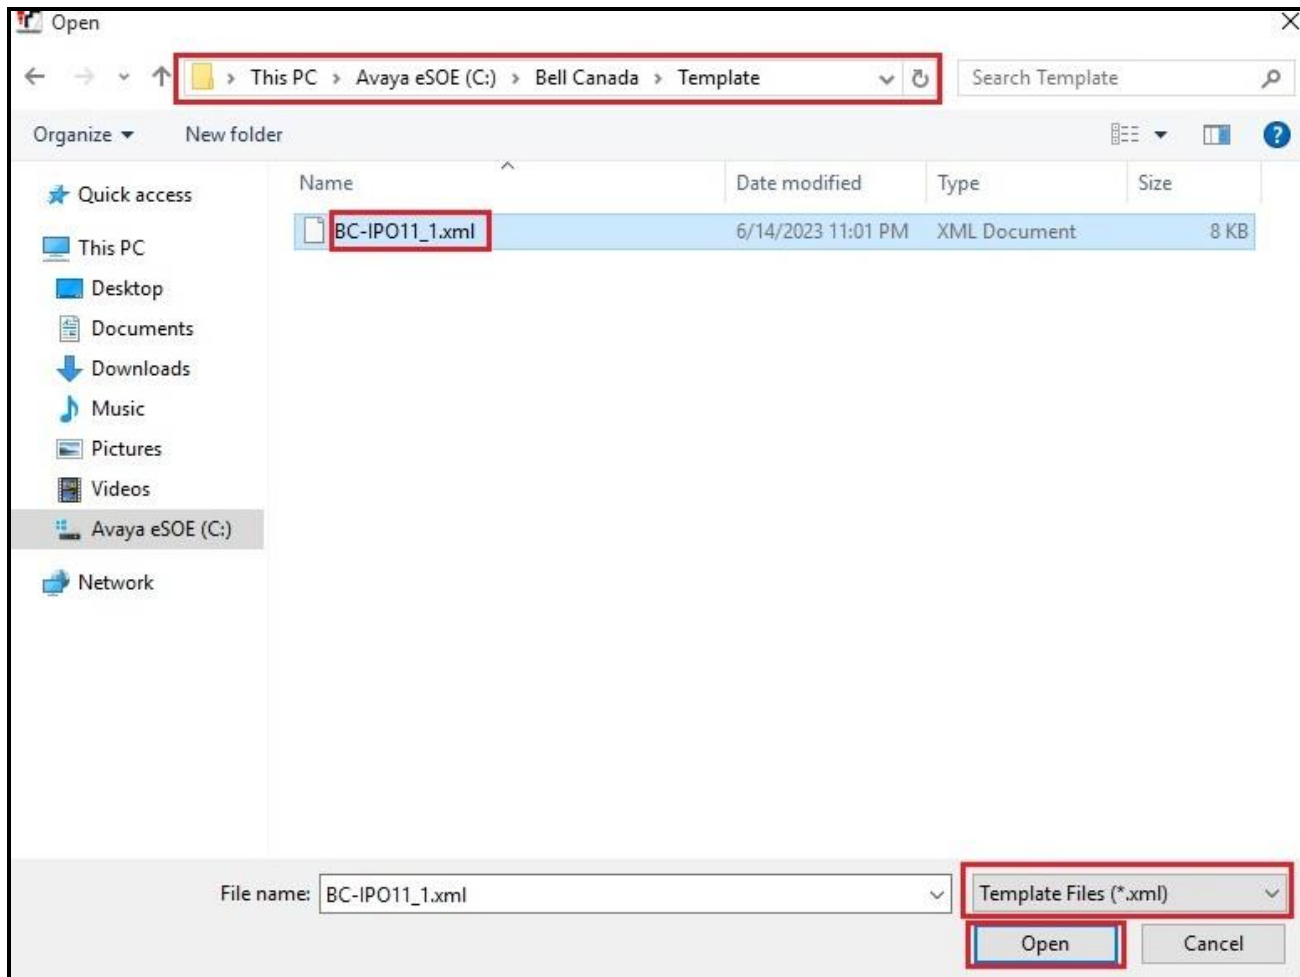 Open
This PC > Avaya eSOE (C:) > Bell Canada > Template
Search Template
Organize
New folder
?
Name Date modified Type Size
BC-IPO11_1.xml 6/14/2023 11:01 PM XML Document 8 KB
Quick access
This PC
Desktop
Documents
Downloads
Music
Pictures
Videos
Avaya eSOE (C:)
Network
File name: BC-IPO11_1.xml
Template Files (*.xml)
Open Cancel